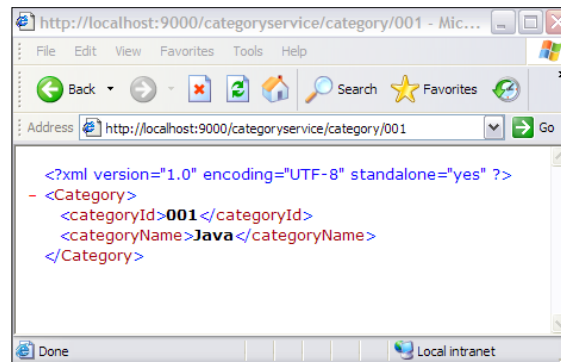 http://localhost:9000/categoryservice/category/001 - Mic...
File Edit View Favorites Tools Help
Back Search Favorites
Address http://localhost:9000/categoryservice/category/001 Go
<?xml version="1.0" encoding="UTF-8" standalone="yes" ?>
- <Category>
<categoryId>001</categoryId>
<categoryName>Java</categoryName>
</Category>
Done Local intranet